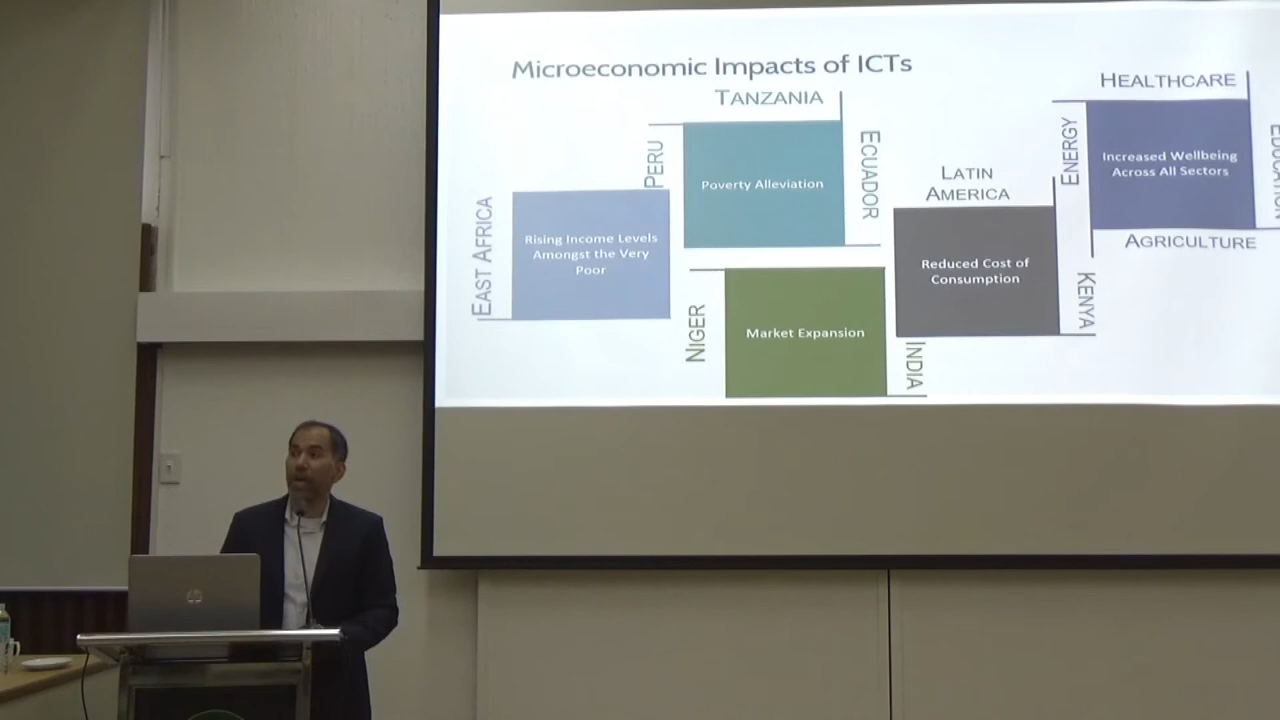 Microeconomic Impacts of ICTs
EAST AFRICA
Rising Income Levels
Amongst the Very
Poor
PERU
TANZANIA
Poverty Alleviation
ECUADOR
NIGER
Market Expansion
INDIA
LATIN
AMERICA
Reduced Cost of
Consumption
KENYA
ENERGY
HEALTHCARE
Increased Wellbeing
Across All Sectors
EDUCATION
AGRICULTURE
hp